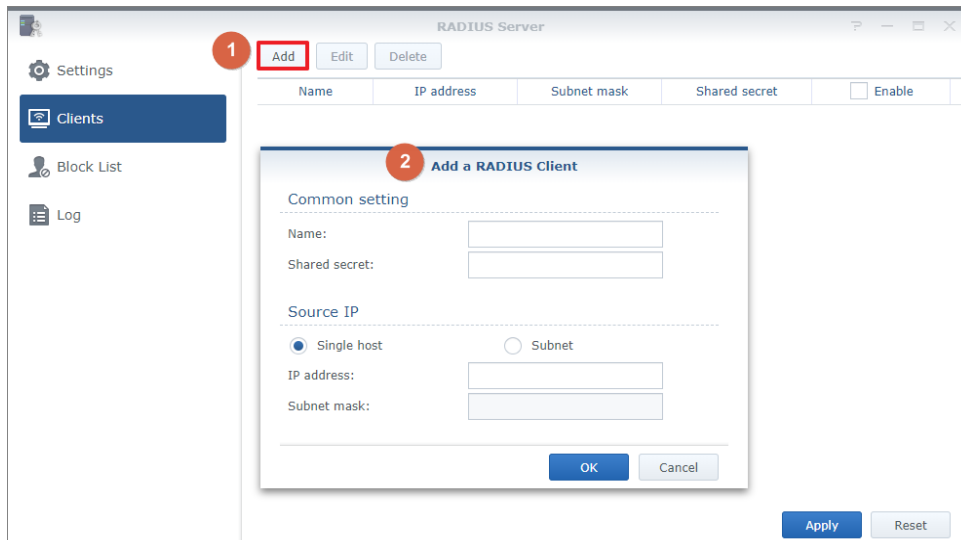 RADIUS Server
1
Add Edit Delete
Settings
Name IP address Subnet mask Shared secret Enable
Clients
2 Add a RADIUS Client
Block List
Common setting
Log
Name:
Shared secret:
Source IP
Single host Subnet
IP address:
Subnet mask:
OK Cancel
Apply Reset